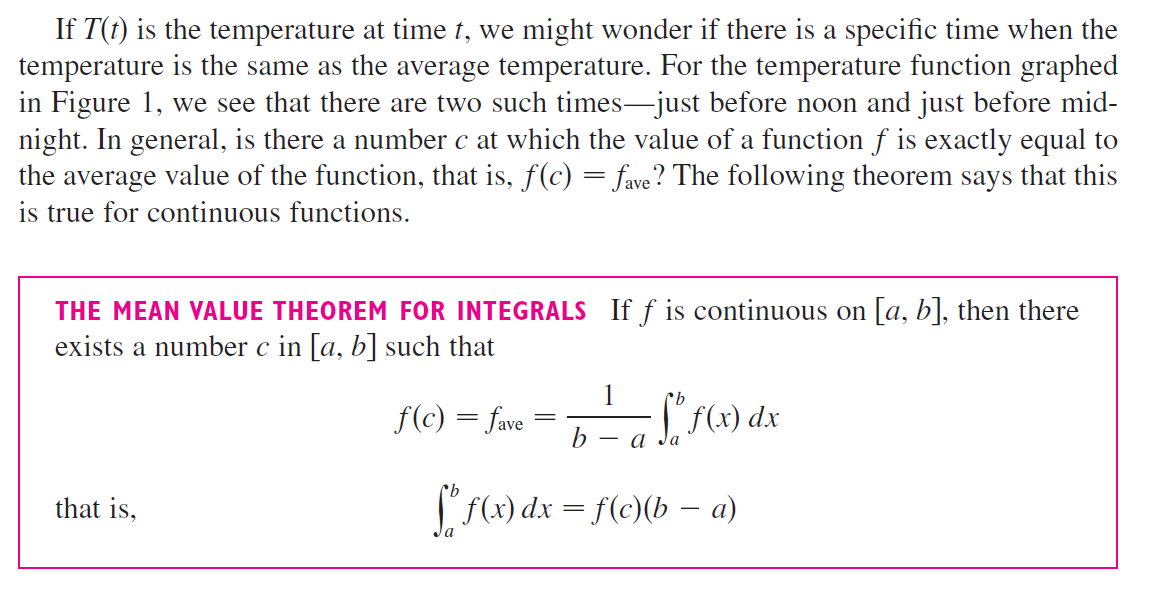 If T(t) is the temperature at time t, we might wonder if there is a specific time when the
temperature is the same as the average temperature. For the temperature function graphed
in Figure 1, we see that there are two such times—just before noon and just before mid-
night. In general, is there a number c at which the value of a function f is exactly equal to
the average value of the function, that is, f(c) = f_ave? The following theorem says that this
is true for continuous functions.
THE MEAN VALUE THEOREM FOR INTEGRALS If f is continuous on [a, b], then there
exists a number c in [a, b] such that
f(c) = f_ave = 1/(b − a) ∫_a^b f(x) dx
that is, ∫_a^b f(x) dx = f(c)(b − a)